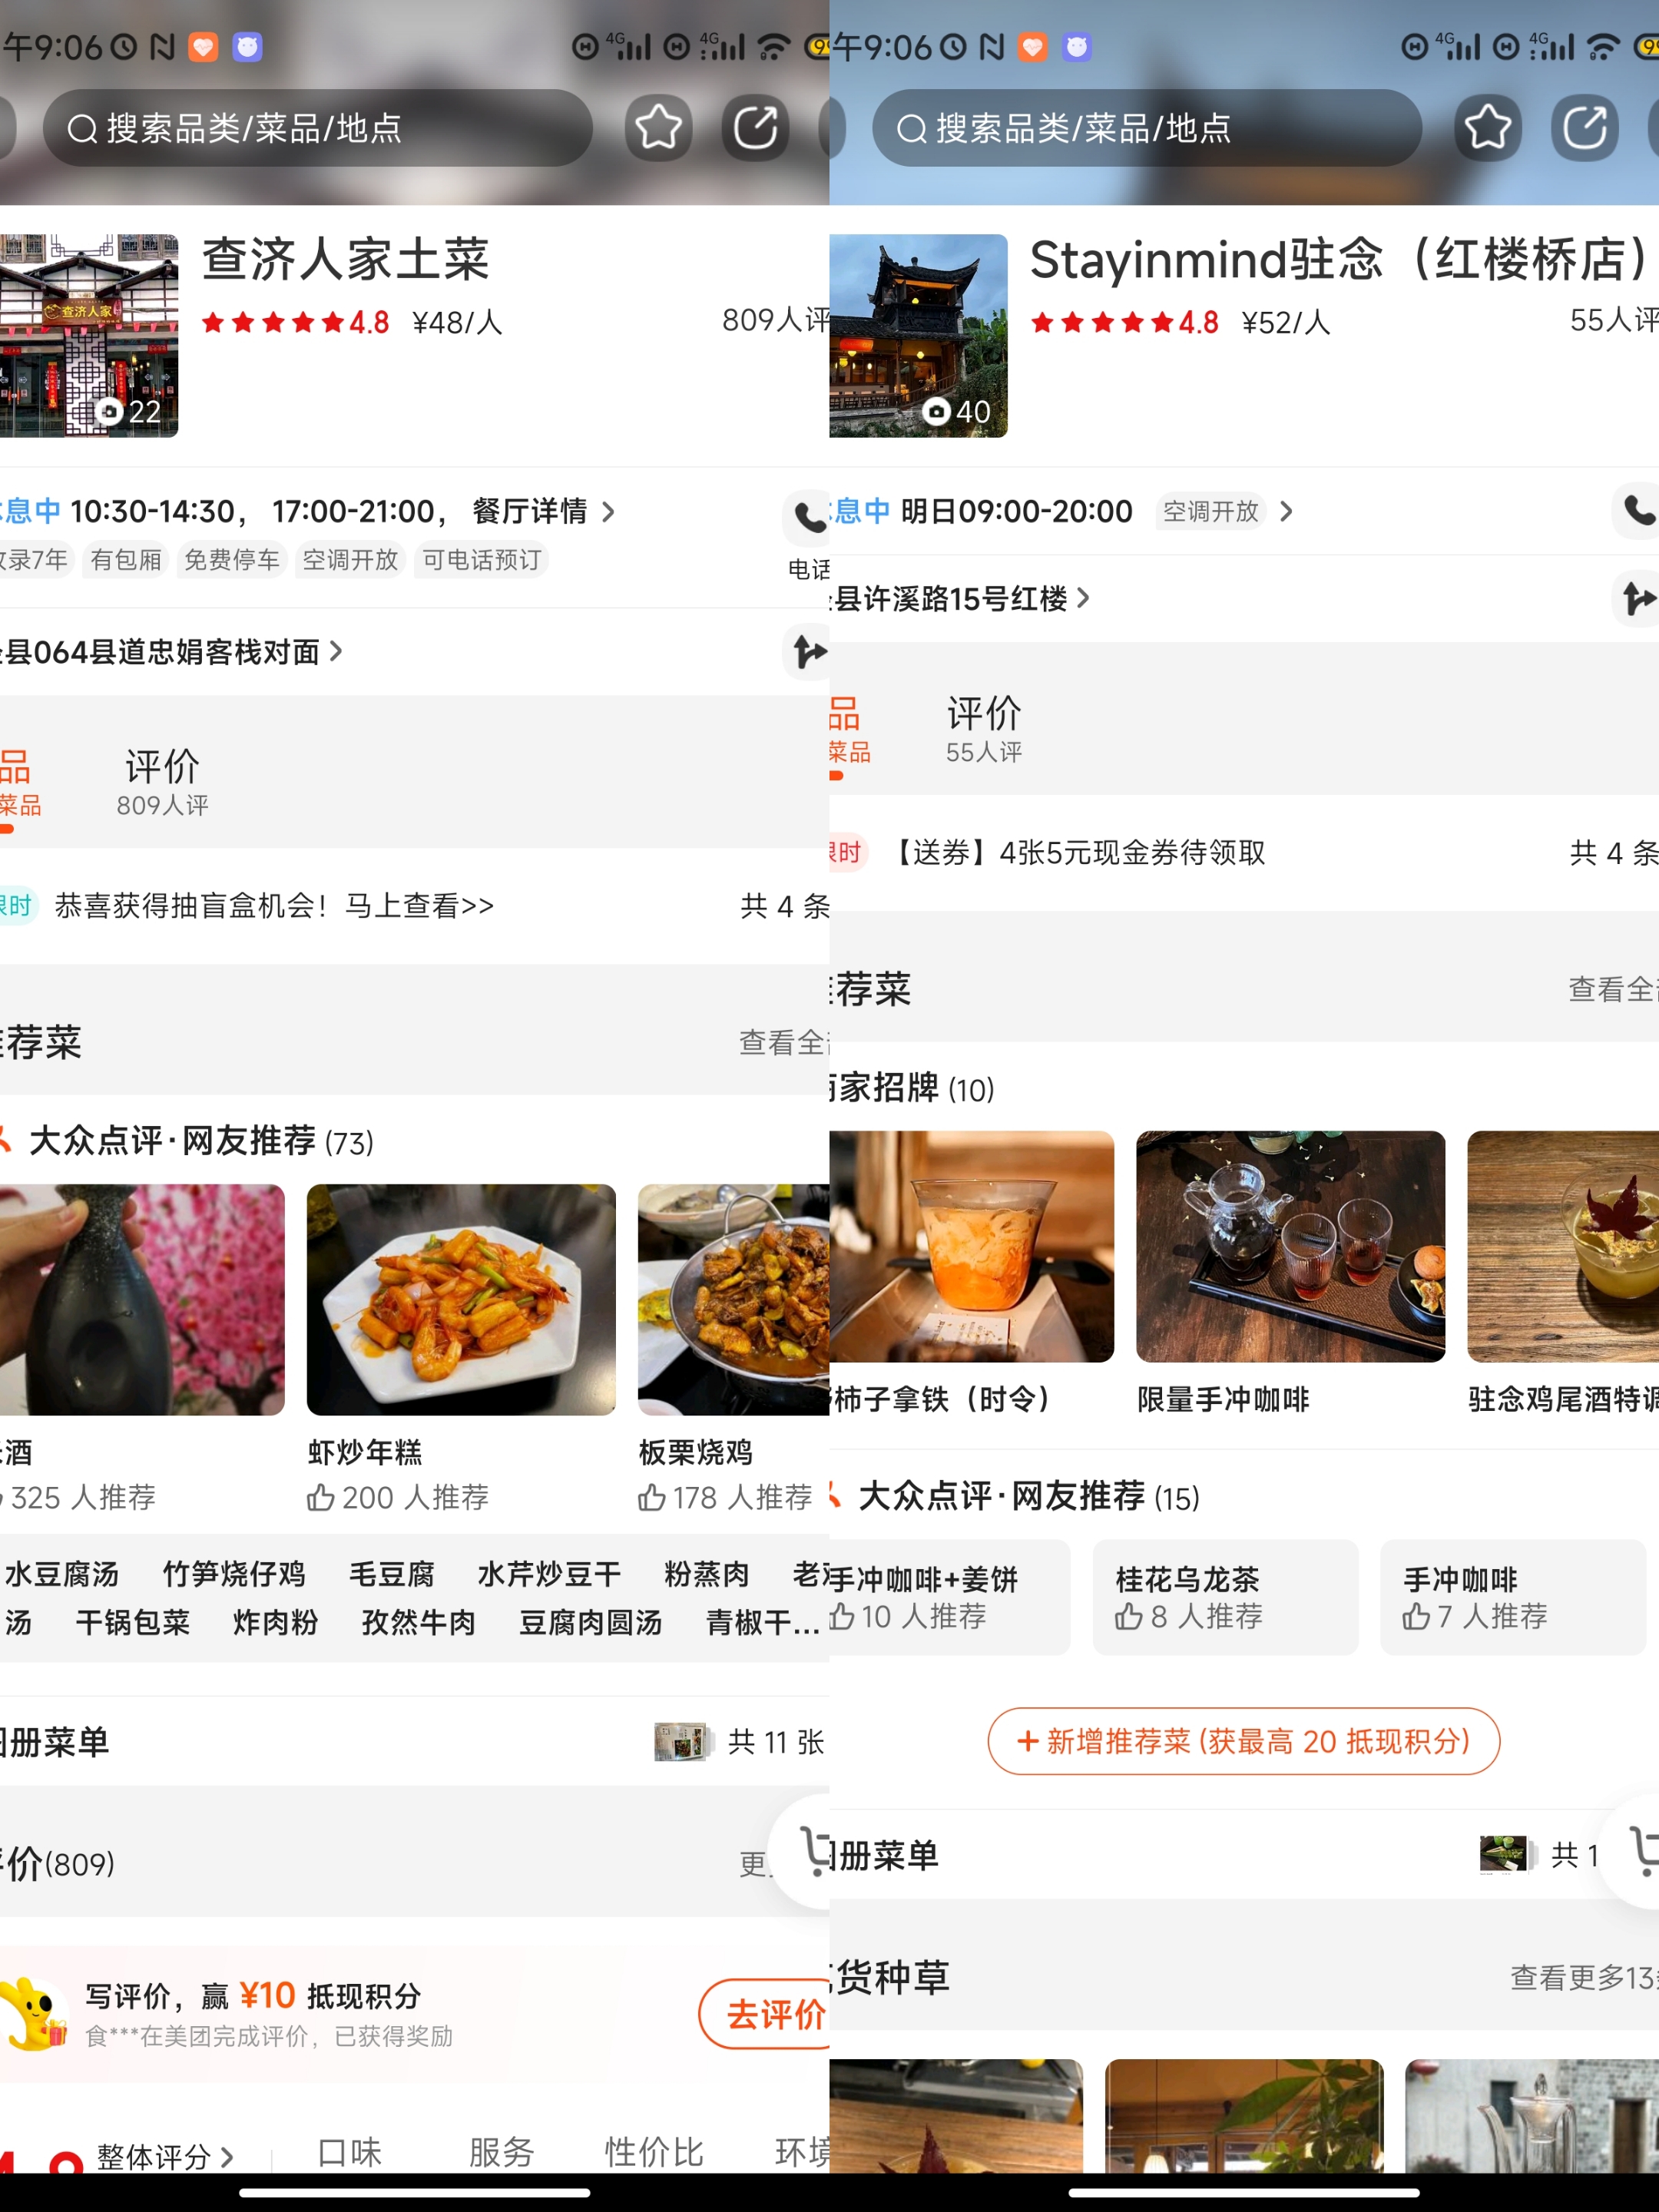 午9:06
4G 4G
搜索品类/菜品/地点
查济人家土菜
查济人家
22
4.8 ¥48/人 809人评
息中 10:30-14:30， 17:00-21:00， 餐厅详情
录7年 有包厢 免费停车 空调开放 可电话预订
电话
县064县道忠娟客栈对面
品 评价
菜品 809人评
限时 恭喜获得抽盲盒机会！马上查看>> 共 4 条
荐菜 查看全
大众点评·网友推荐 (73)
酒 虾炒年糕 板栗烧鸡
325 人推荐 200 人推荐 178 人推荐
水豆腐汤 竹笋烧仔鸡 毛豆腐 水芹炒豆干 粉蒸肉 老
汤 干锅包菜 炸肉粉 孜然牛肉 豆腐肉圆汤 青椒干...
册菜单 共 11 张
价(809) 更
写评价，赢 ¥10 抵现积分
食***在美团完成评价，已获得奖励
去评价
整体评分 口味 服务 性价比 环境
午9:06
4G 4G
搜索品类/菜品/地点
Stayinmind驻念（红楼桥店）
40
4.8 ¥52/人 55人评
息中 明日09:00-20:00 空调开放
县许溪路15号红楼
品 评价
菜品 55人评
限时 【送券】4张5元现金券待领取 共 4 条
荐菜 查看全
家招牌 (10)
柿子拿铁（时令） 限量手冲咖啡 驻念鸡尾酒特调
大众点评·网友推荐 (15)
手冲咖啡+姜饼 桂花乌龙茶 手冲咖啡
10 人推荐 8 人推荐 7 人推荐
+ 新增推荐菜 (获最高 20 抵现积分)
册菜单 共 1
货种草 查看更多13